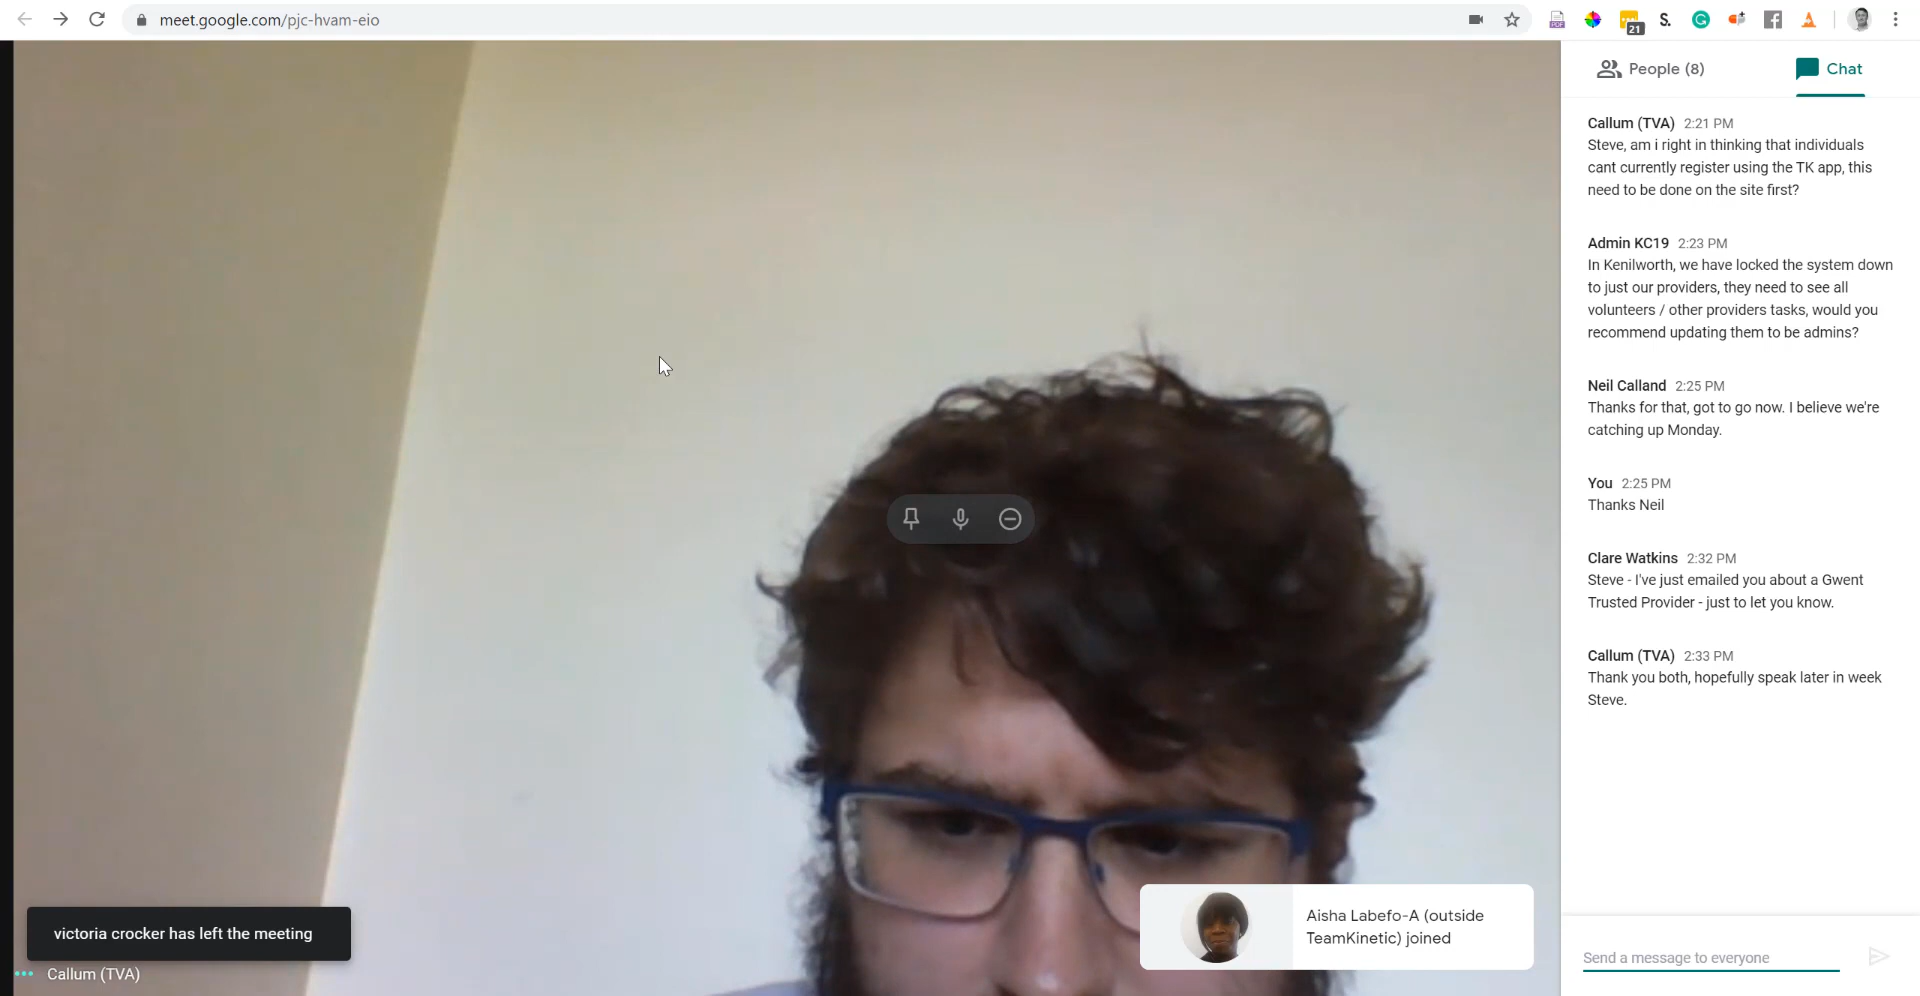 meet.google.com/pjc-hvam-eio
21
S.
People (8)
Chat
Callum (TVA) 2:21 PM
Steve, am i right in thinking that individuals
cant currently register using the TK app, this
need to be done on the site first?
Admin KC19 2:23 PM
In Kenilworth, we have locked the system down
to just our providers, they need to see all
volunteers / other providers tasks, would you
recommend updating them to be admins?
Neil Calland 2:25 PM
Thanks for that, got to go now. I believe we're
catching up Monday.
You 2:25 PM
Thanks Neil
Clare Watkins 2:32 PM
Steve - I've just emailed you about a Gwent
Trusted Provider - just to let you know.
Callum (TVA) 2:33 PM
Thank you both, hopefully speak later in week
Steve.
victoria crocker has left the meeting
Callum (TVA)
Aisha Labefo-A (outside
TeamKinetic) joined
Send a message to everyone